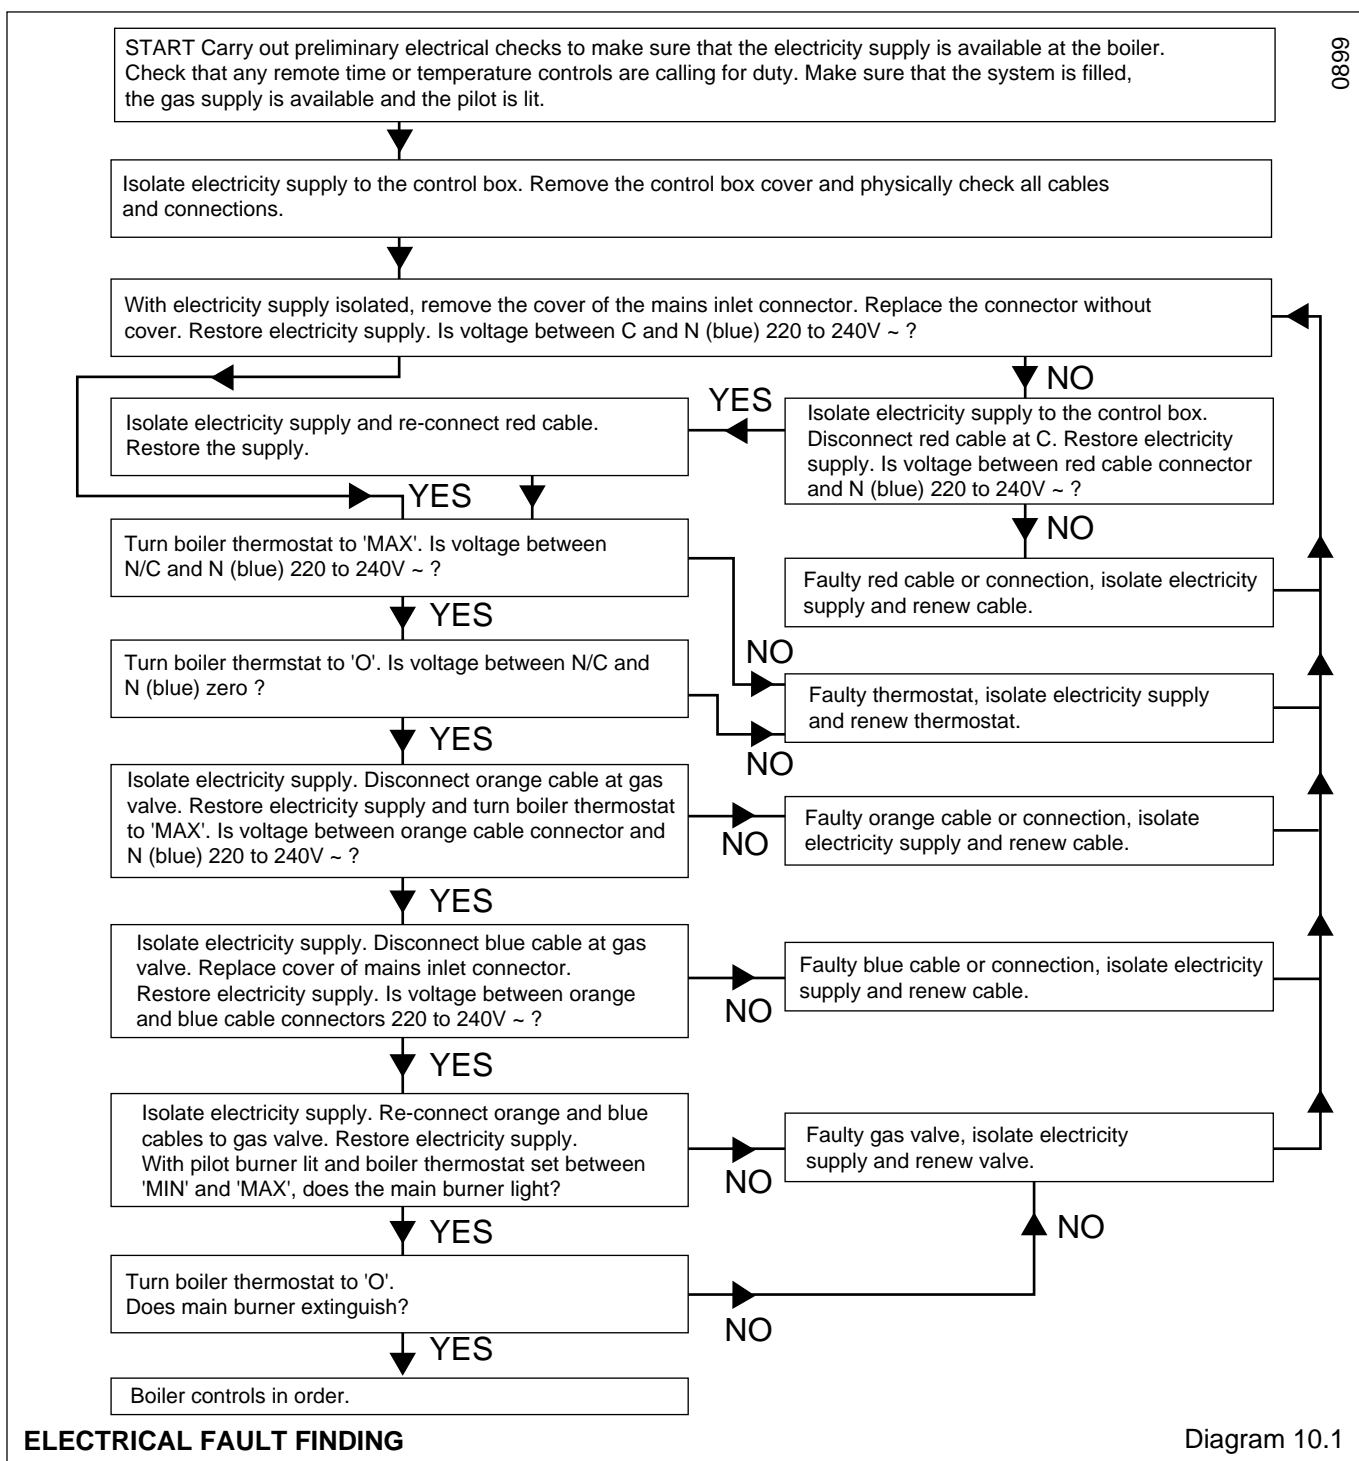 0899
START Carry out preliminary electrical checks to make sure that the electricity supply is available at the boiler.
Check that any remote time or temperature controls are calling for duty. Make sure that the system is filled,
the gas supply is available and the pilot is lit.
Isolate electricity supply to the control box. Remove the control box cover and physically check all cables
and connections.
With electricity supply isolated, remove the cover of the mains inlet connector. Replace the connector without
cover. Restore electricity supply. Is voltage between C and N (blue) 220 to 240V ~ ?
NO
YES
Isolate electricity supply and re-connect red cable.
Restore the supply.
Isolate electricity supply to the control box.
Disconnect red cable at C. Restore electricity
supply. Is voltage between red cable connector
and N (blue) 220 to 240V ~ ?
YES
NO
Turn boiler thermostat to 'MAX'. Is voltage between
N/C and N (blue) 220 to 240V ~ ?
Faulty red cable or connection, isolate electricity
supply and renew cable.
YES
NO
Turn boiler thermstat to 'O'. Is voltage between N/C and
N (blue) zero ?
Faulty thermostat, isolate electricity supply
and renew thermostat.
YES
NO
Isolate electricity supply. Disconnect orange cable at gas
valve. Restore electricity supply and turn boiler thermostat
to 'MAX'. Is voltage between orange cable connector and
N (blue) 220 to 240V ~ ?
NO
Faulty orange cable or connection, isolate
electricity supply and renew cable.
YES
Isolate electricity supply. Disconnect blue cable at gas
valve. Replace cover of mains inlet connector.
Restore electricity supply. Is voltage between orange
and blue cable connectors 220 to 240V ~ ?
NO
Faulty blue cable or connection, isolate electricity
supply and renew cable.
YES
Isolate electricity supply. Re-connect orange and blue
cables to gas valve. Restore electricity supply.
With pilot burner lit and boiler thermostat set between
'MIN' and 'MAX', does the main burner light?
NO
Faulty gas valve, isolate electricity
supply and renew valve.
YES
NO
Turn boiler thermostat to 'O'.
Does main burner extinguish?
NO
YES
Boiler controls in order.
ELECTRICAL FAULT FINDING
Diagram 10.1